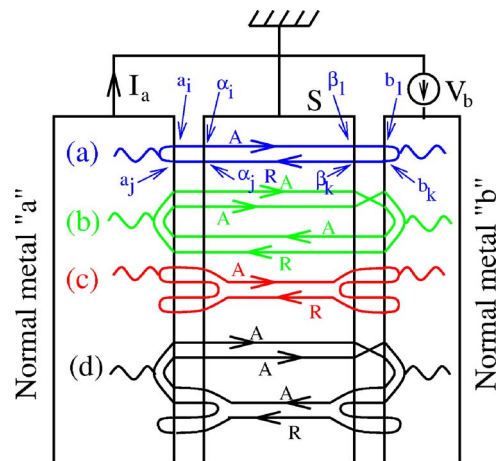 I_a
a_i
α_i
β_l
b_l
V_b
S
(a)
A
R
a_j
α_j
β_k
b_k
(b)
A
A
A
R
(c)
A
R
(d)
A
A
A
R
Normal metal "a"
Normal metal "b"